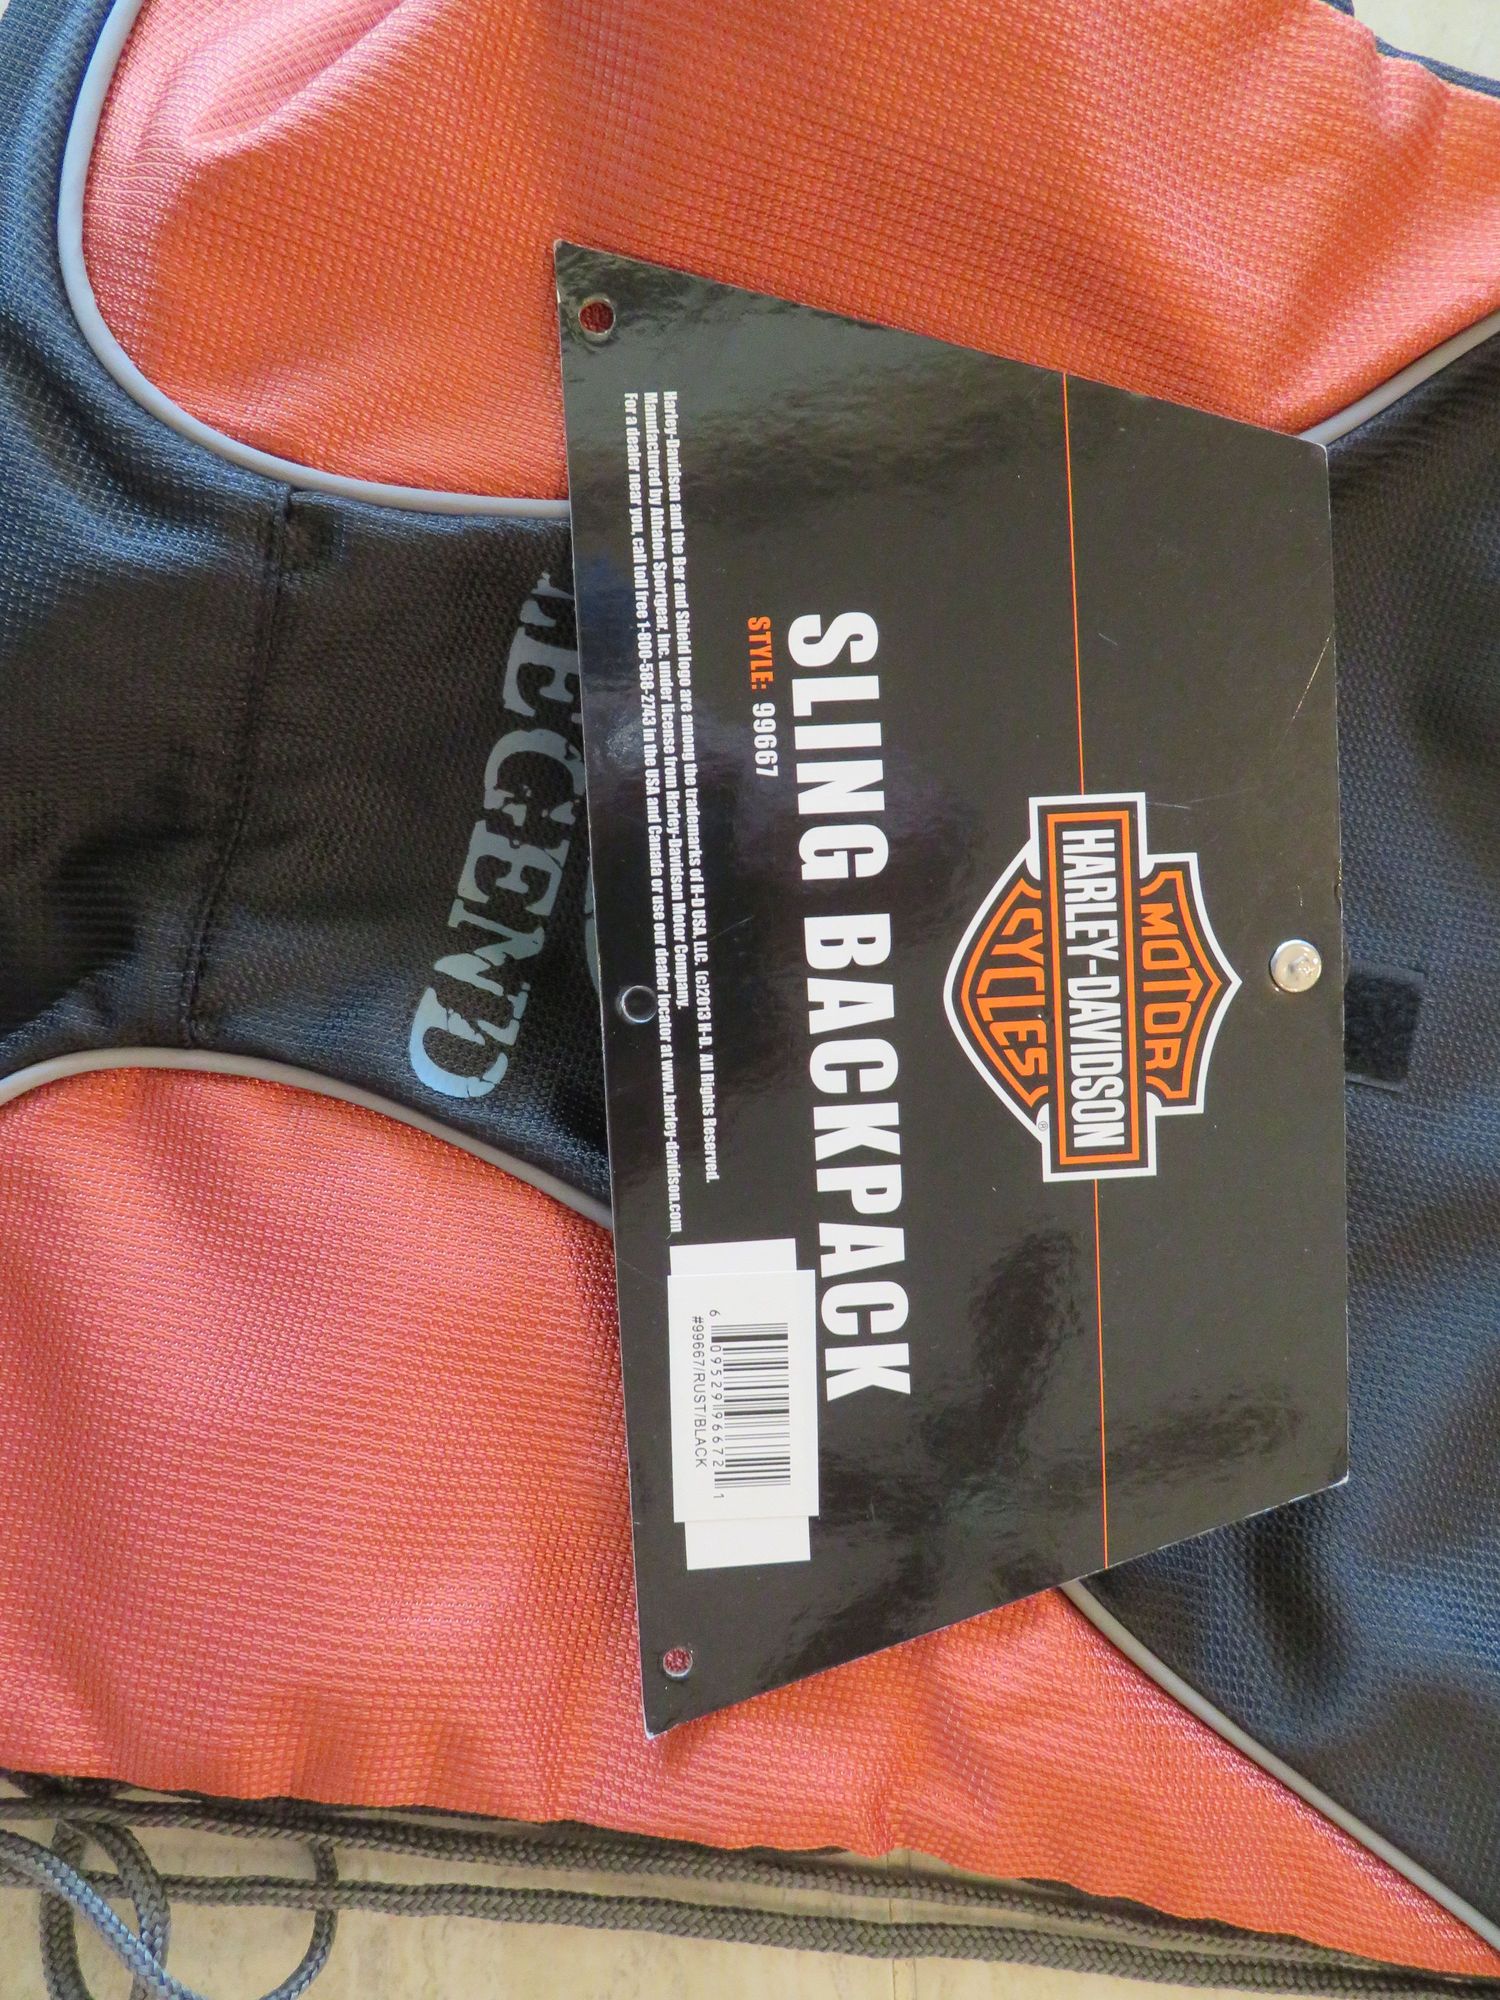 MOTOR
HARLEY-DAVIDSON
CYCLES
®
SLING BACKPACK
STYLE: 99667
Harley-Davidson and the Bar and Shield logo are among the trademarks of H-D USA, LLC. (c)2013 H-D. All Rights Reserved.
Manufactured by Abalon Sportgear, Inc. under license from Harley-Davidson Motor Company.
For a dealer near you, call toll free 1-800-588-2743 in the USA and Canada or use our dealer locator at www.harley-davidson.com
6 09529 96672 1
#99667/RUST/BLACK
LEGEND